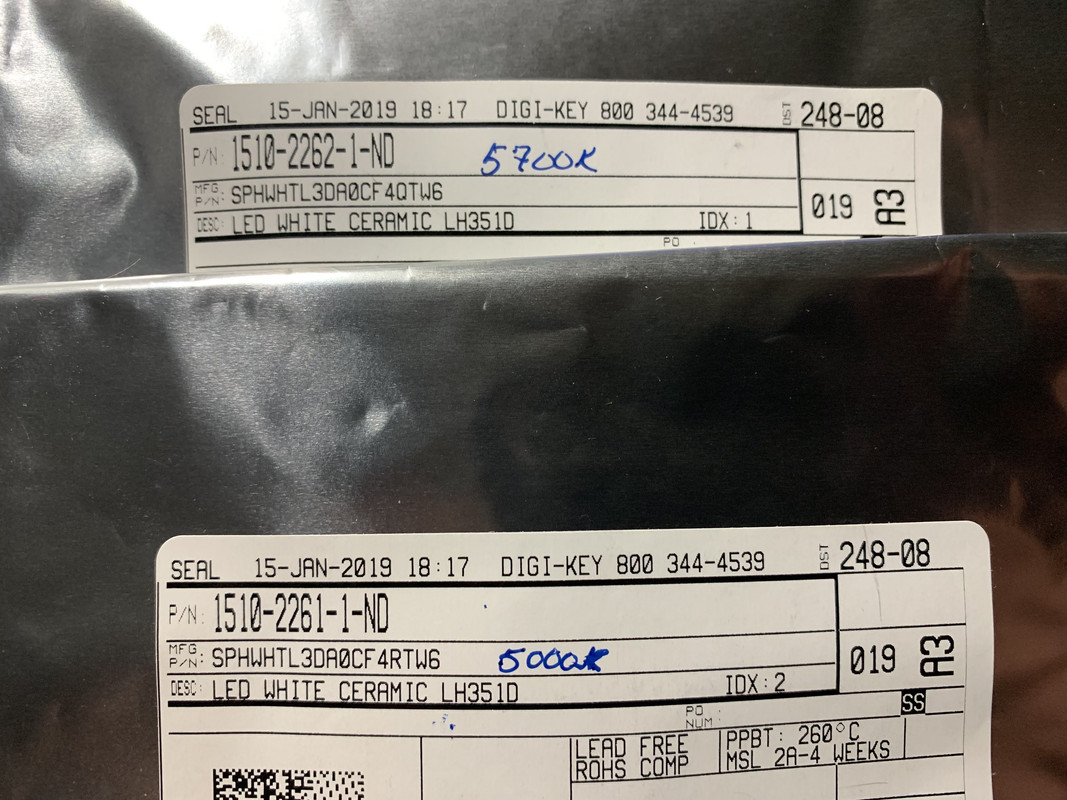 SEAL 15-JAN-2019 18:17 DIGI-KEY 800 344-4539 DST 248-08
P/N: 1510-2262-1-ND 5700K
MFG P/N: SPHWHTL3DA0CF4QTW6
019 A3
DESC: LED WHITE CERAMIC LH351D IDX: 1
PO
SEAL 15-JAN-2019 18:17 DIGI-KEY 800 344-4539 DST 248-08
P/N: 1510-2261-1-ND
MFG P/N: SPHWHTL3DA0CF4RTW6 5000K
019 A3
DESC: LED WHITE CERAMIC LH351D IDX: 2
SS
PO NUM:
LEAD FREE
ROHS COMP
PPBT: 260°C
MSL 2A-4 WEEKS